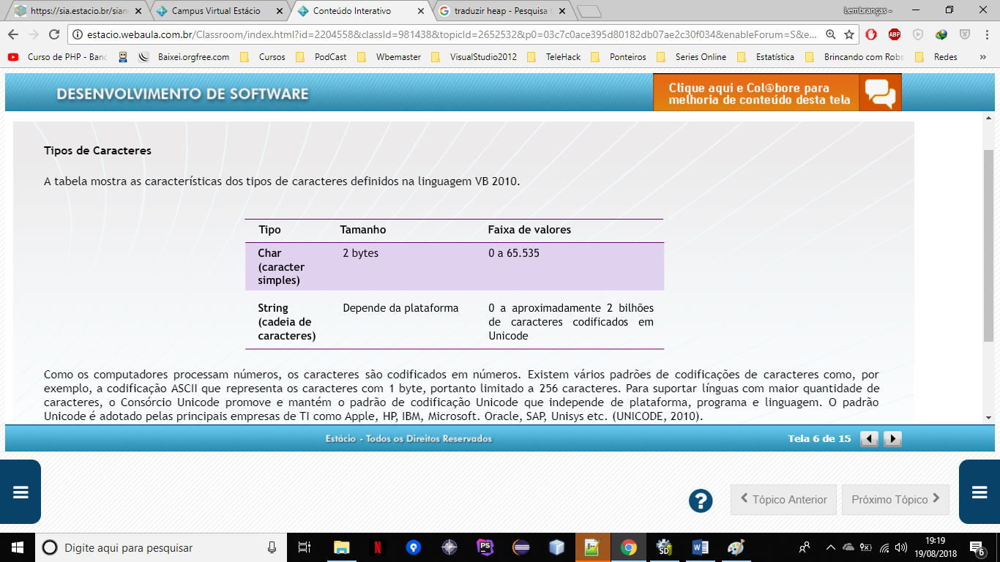 https://sia.estacio.br/sian
Campus Virtual Estácio
Conteúdo Interativo
traduzir heap - Pesquisa
Lembranças -
estacio.webaula.com.br/Classroom/index.html?id=2204558&classId=981438&topicId=2652532&p0=03c7c0ace395d80182db07ae2c30f034&enableForum=S&e...
Curso de PHP - Banc
Baixei.orgfree.com
Cursos
PodCast
Wbemaster
VisualStudio2012
TeleHack
Ponteiros
Series Online
Estatística
Brincando com Robs
Redes
»
DESENVOLVIMENTO DE SOFTWARE
Clique aqui e Col@bore para
melhoria de conteúdo desta tela
Tipos de Caracteres
A tabela mostra as características dos tipos de caracteres definidos na linguagem VB 2010.
Tipo Tamanho Faixa de valores
Char
(caracter
simples)
2 bytes
0 a 65.535
String
(cadeia de
caracteres)
Depende da plataforma
0 a aproximadamente 2 bilhões
de caracteres codificados em
Unicode
Como os computadores processam números, os caracteres são codificados em números. Existem vários padrões de codificações de caracteres como, por
exemplo, a codificação ASCII que representa os caracteres com 1 byte, portanto limitado a 256 caracteres. Para suportar línguas com maior quantidade de
caracteres, o Consórcio Unicode promove e mantém o padrão de codificação Unicode que independe de plataforma, programa e linguagem. O padrão
Unicode é adotado pelas principais empresas de TI como Apple, HP, IBM, Microsoft. Oracle, SAP, Unisys etc. (UNICODE, 2010).
Estácio - Todos os Direitos Reservados
Tela 6 de 15
?
Tópico Anterior
Próximo Tópico
Digite aqui para pesquisar
19:19
19/08/2018
6